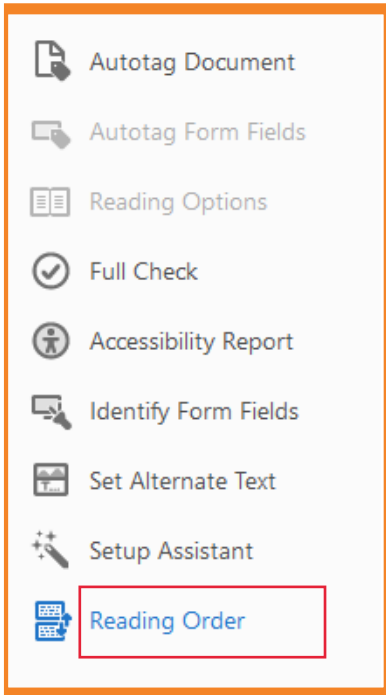 Autotag Document
Autotag Form Fields
Reading Options
Full Check
Accessibility Report
Identify Form Fields
Set Alternate Text
Setup Assistant
Reading Order